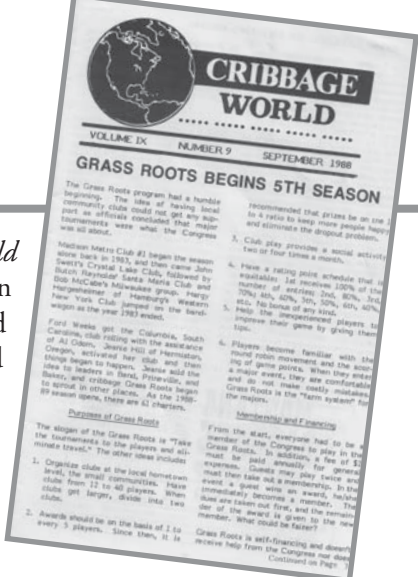 CRIBBAGE
WORLD
VOLUME IX NUMBER 9 SEPTEMBER 1988
GRASS ROOTS BEGINS 5TH SEASON
The Grass Roots program had a humble
beginning. The idea of having local
community clubs could not get any sup-
port as officials concluded that major
tournaments were what the Congress
was all about.
Madison Metro Club #1 began the season
alone back in 1983, and then came John
Swett's Crystal Lake Club, followed by
Butch Reynolds' Santa Maria Club and
Bob McCabe's Milwaukee group. Harry
Hergenhemer of Hamburg's Western
New York Club jumped on the band-
wagon as the year 1983 ended.
Ford Weeks got the Columbia, South
Carolina, club rolling with the assistance
of Al Odom, Jeanie Hill of Hermiston,
Oregon, activated her club and then
things began to happen. Jeanie sold the
idea to leaders in Bend, Prineville, and
Baker, and cribbage Grass Roots began
to sprout in other places. As the 1988-
89 season opens, there are 61 charters.
Purposes of Grass Roots
The slogan of the Grass Roots is "Take
the tournaments to the players and eli-
minate travel." The other ideas include:
1. Organize clubs at the local hometown
level, the small communities. Have
clubs from 12 to 40 players. When
clubs get larger, divide into two
clubs.
2. Awards should be on the basis of 1 to
every 5 players. Since then, it is
recommended that prizes be on the 1
to 4 ratio to keep more people happy
and eliminate the dropout problem.
3. Club play provides a social activity
two or four times a month.
4. Have a rating point schedule that is
equitable: 1st receives 100% of the
number of entries; 2nd, 80%, 3rd,
70%; 4th, 60%, 5th, 50%, 6th, 40%,
etc. No bonus of any kind.
5. Help the inexperienced players to
improve their game by giving them
tips.
6. Players become familiar with the
round robin movement and the scor-
ing of game points. When they enter
a major event, they are comfortable
and do not make costly mistakes.
Grass Roots is the "farm system" for
the majors.
Membership and Financing
From the start, everyone had to be a
member of the Congress to play in the
Grass Roots. In addition, a fee of $2
must be paid annually for general
expenses. Guests may play twice and
must then take out a membership. In the
event a guest wins an award, he/she
immediately becomes a member. The
dues are taken out first, and the remain-
der of the award is given to the new
member. What could be fairer?
Grass Roots is self-financing and doesn't
receive help from the Congress nor does
Continued on Page